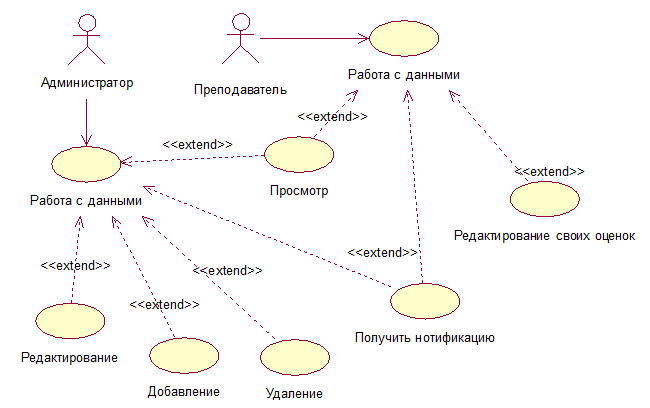 Работа с данными
Администратор
Преподаватель
<<extend>>
<<extend>>
Просмотр
<<extend>>
Работа с данными
Редактирование своих оценок
<<extend>>
<<extend>>
<<extend>>
<<extend>>
Получить нотификацию
Редактирование
Добавление
Удаление